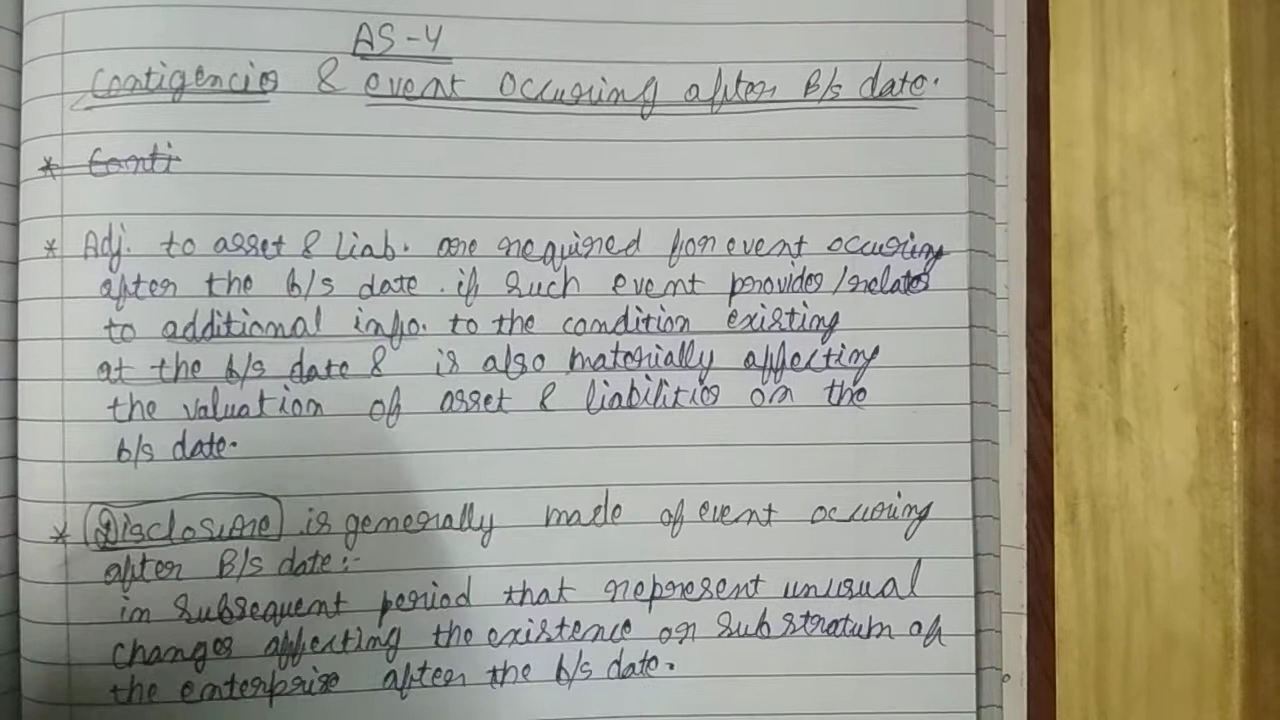 AS-4
Contigencies & event occuring after B/s date.
* Conti
* Adj. to asset & liab. are required for event occuring
after the b/s date. if such event provides/relates
to additional info. to the condition existing
at the b/s date & is also materially affecting
the valuation of asset & liabilities on the
b/s date.
* Disclosure is generally made of event occuring
after B/s date:-
in subsequent period that represent unusual
changes affecting the existence or substratum of
the enterprise after the b/s date.